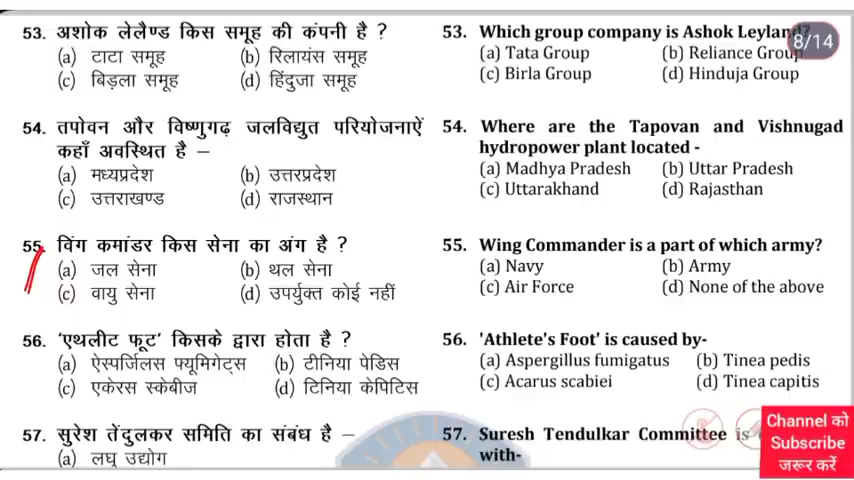 53. अशोक लेलैण्ड किस समूह की कंपनी है ?
(a) टाटा समूह (b) रिलायंस समूह
(c) बिड़ला समूह (d) हिंदुजा समूह
54. तपोवन और विष्णुगढ़ जलविद्युत परियोजनाऐं
कहाँ अवस्थित है –
(a) मध्यप्रदेश (b) उत्तरप्रदेश
(c) उत्तराखण्ड (d) राजस्थान
55. विंग कमांडर किस सेना का अंग है ?
(a) जल सेना (b) थल सेना
(c) वायु सेना (d) उपर्युक्त कोई नहीं
56. 'एथलीट फूट' किसके द्वारा होता है ?
(a) ऐस्पर्जिलस फ्यूमिगेट्स (b) टीनिया पेडिस
(c) एकेरस स्केबीज (d) टिनिया केपिटिस
57. सुरेश तेंदुलकर समिति का संबंध है –
(a) लघु उद्योग
53. Which group company is Ashok Leyland?
(a) Tata Group (b) Reliance Group
(c) Birla Group (d) Hinduja Group
54. Where are the Tapovan and Vishnugad
hydropower plant located -
(a) Madhya Pradesh (b) Uttar Pradesh
(c) Uttarakhand (d) Rajasthan
55. Wing Commander is a part of which army?
(a) Navy (b) Army
(c) Air Force (d) None of the above
56. 'Athlete's Foot' is caused by-
(a) Aspergillus fumigatus (b) Tinea pedis
(c) Acarus scabiei (d) Tinea capitis
57. Suresh Tendulkar Committee is
with-
8/14
Channel को
Subscribe
जरूर करें